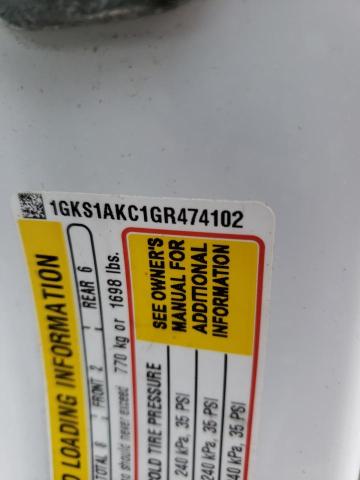 1GKS1AKC1GR474102
LOADING INFORMATION
TOTAL 8 FRONT 2 REAR 6
should never exceed 770 kg or 1698 lbs.
SEE OWNER'S
MANUAL FOR
ADDITIONAL
INFORMATION
COLD TIRE PRESSURE
240 kPa, 35 PSI
240 kPa, 35 PSI
240 kPa, 35 PSI